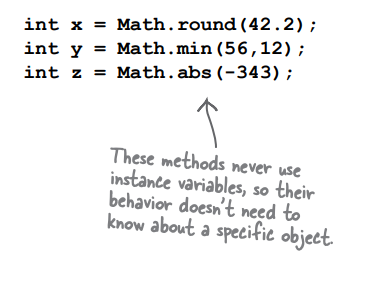 int x = Math.round(42.2);
int y = Math.min(56,12);
int z = Math.abs(-343);
These methods never use
instance variables, so their
behavior doesn't need to
know about a specific object.